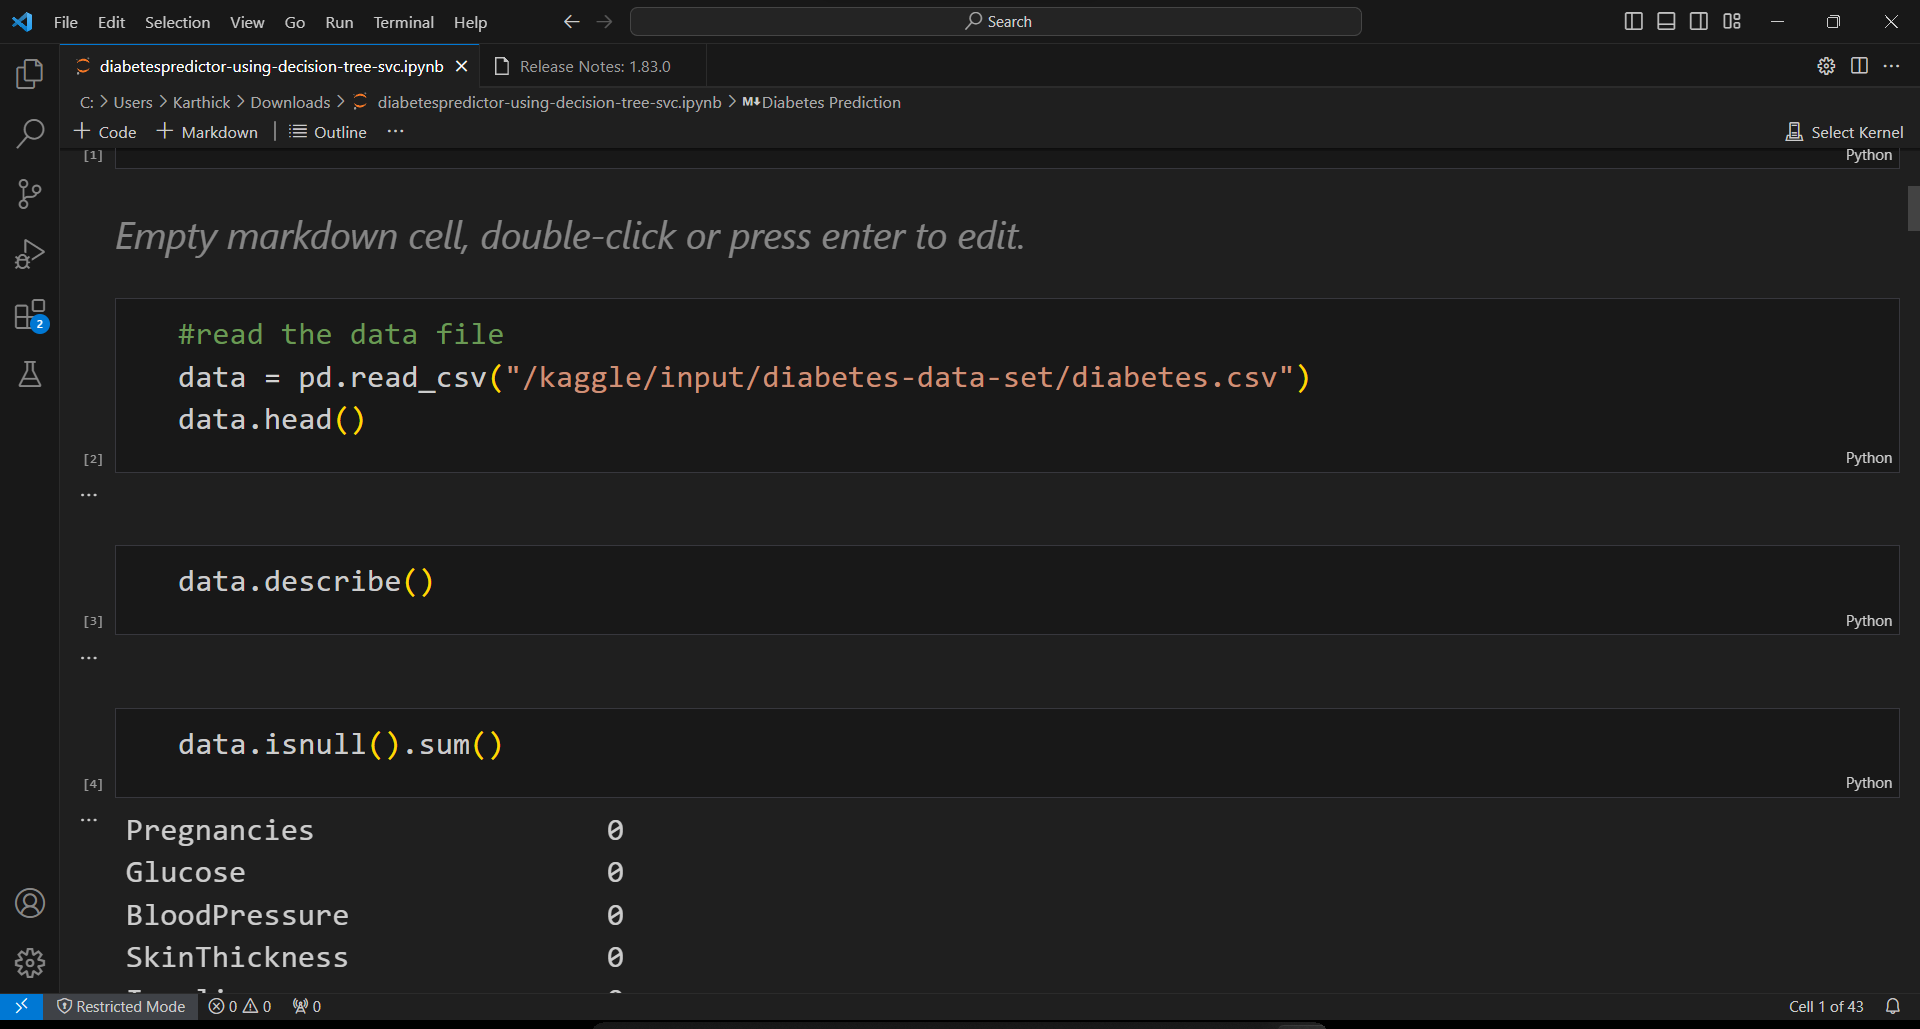 File Edit Selection View Go Run Terminal Help
Search
diabetespredictor-using-decision-tree-svc.ipynb
Release Notes: 1.83.0
C: > Users > Karthick > Downloads > diabetespredictor-using-decision-tree-svc.ipynb > M Diabetes Prediction
+ Code + Markdown | Outline ...
Select Kernel
[1]
Python
Empty markdown cell, double-click or press enter to edit.
#read the data file
data = pd.read_csv("/kaggle/input/diabetes-data-set/diabetes.csv")
data.head()
[2]
Python
...
data.describe()
[3]
Python
...
data.isnull().sum()
[4]
Python
...
Pregnancies 0
Glucose 0
BloodPressure 0
SkinThickness 0
2
Restricted Mode 0 0 0
Cell 1 of 43